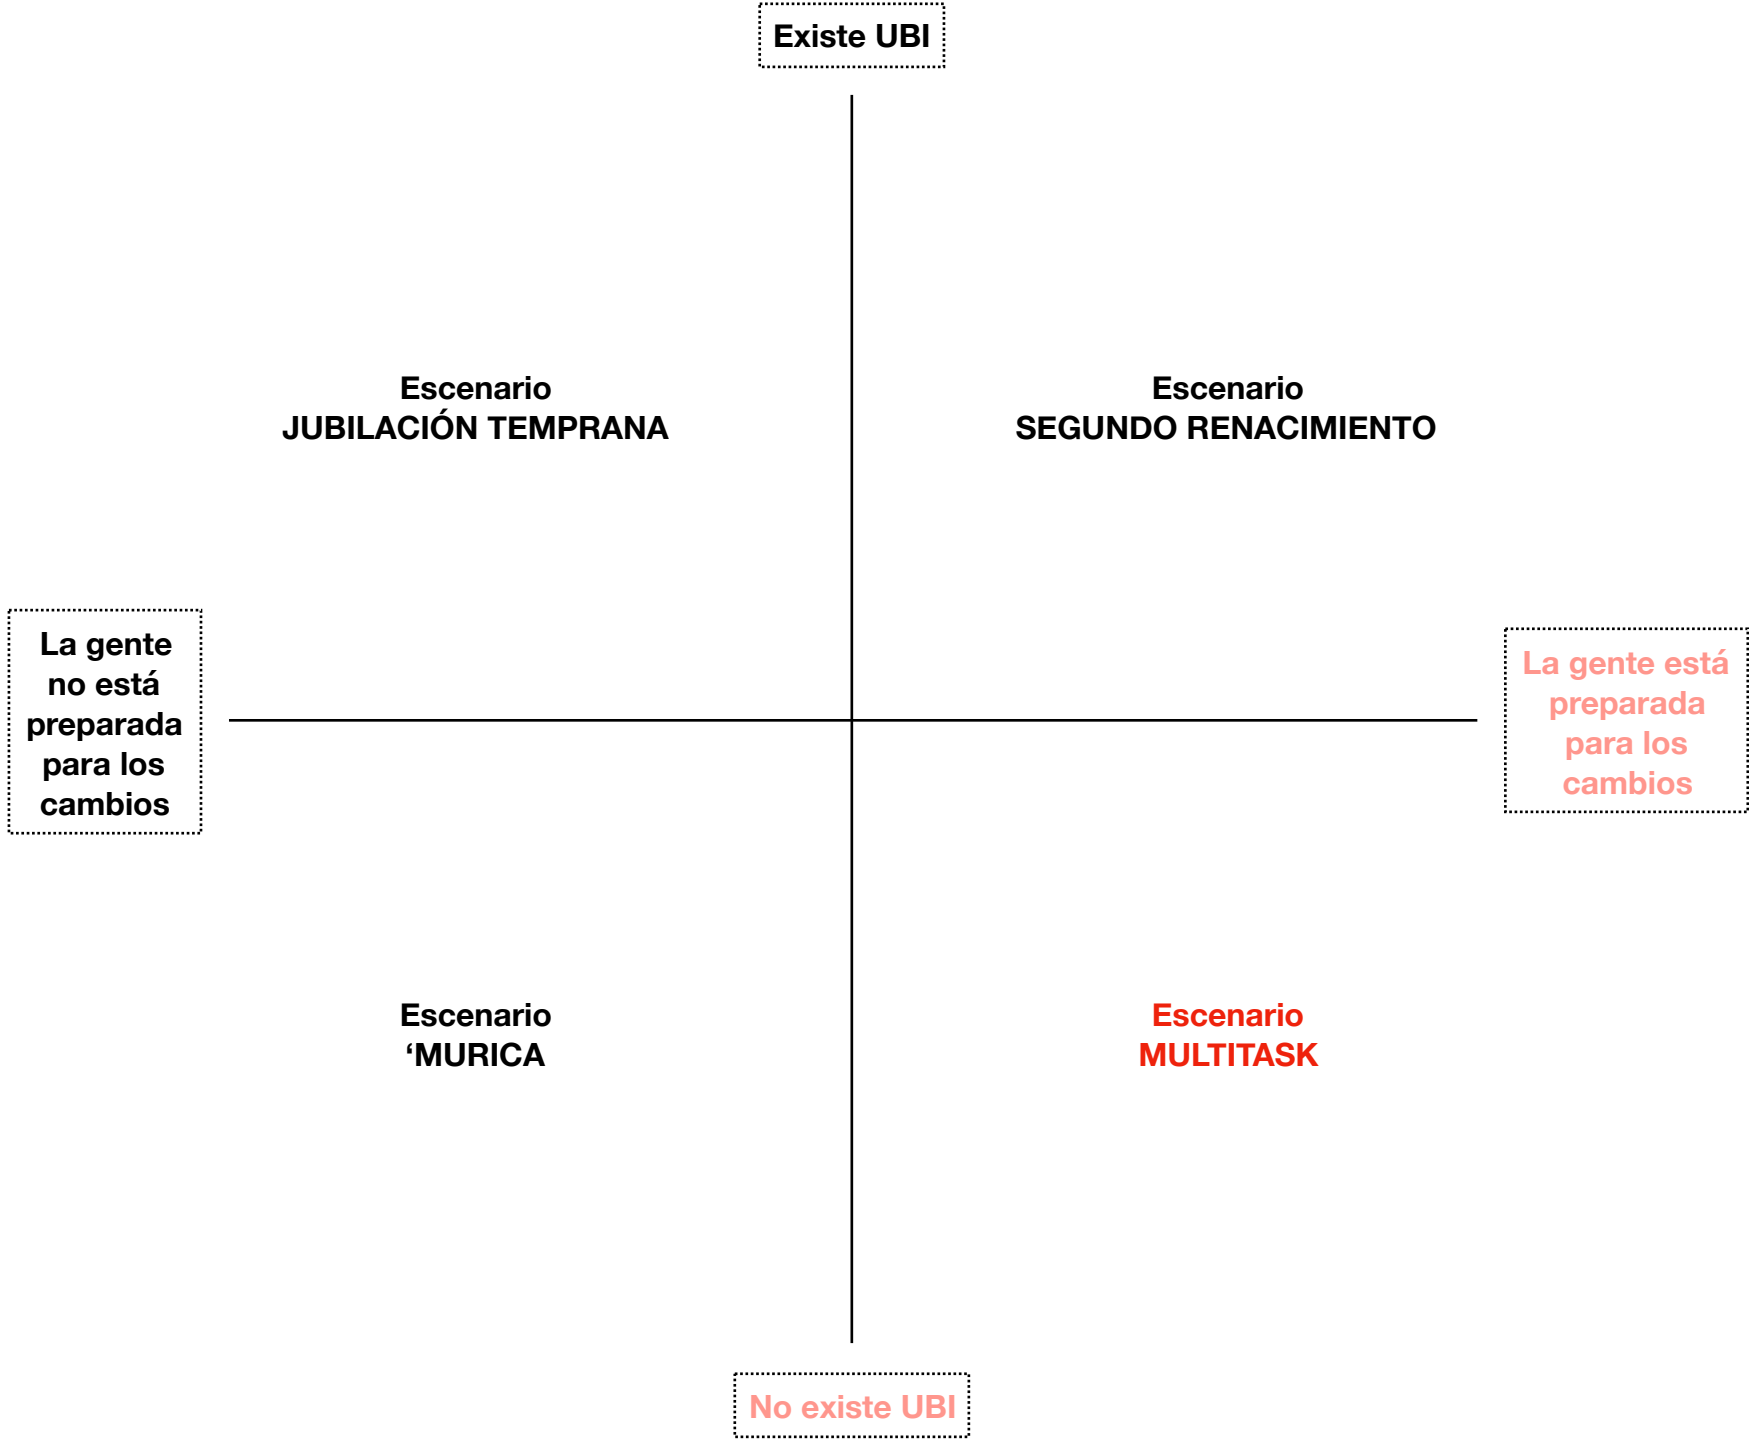 Existe UBI
Escenario
JUBILACIÓN TEMPRANA
Escenario
SEGUNDO RENACIMIENTO
La gente
no está
preparada
para los
cambios
La gente está
preparada
para los
cambios
Escenario
‘MURICA
Escenario
MULTITASK
No existe UBI